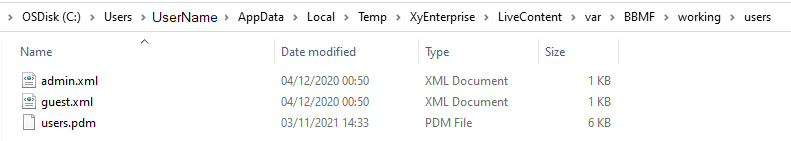 OSDisk (C:) > Users > UserName > AppData > Local > Temp > XyEnterprise > LiveContent > var > BBMF > working > users
Name Date modified Type Size
admin.xml 04/12/2020 00:50 XML Document 1 KB
guest.xml 04/12/2020 00:50 XML Document 1 KB
users.pdm 03/11/2021 14:33 PDM File 6 KB